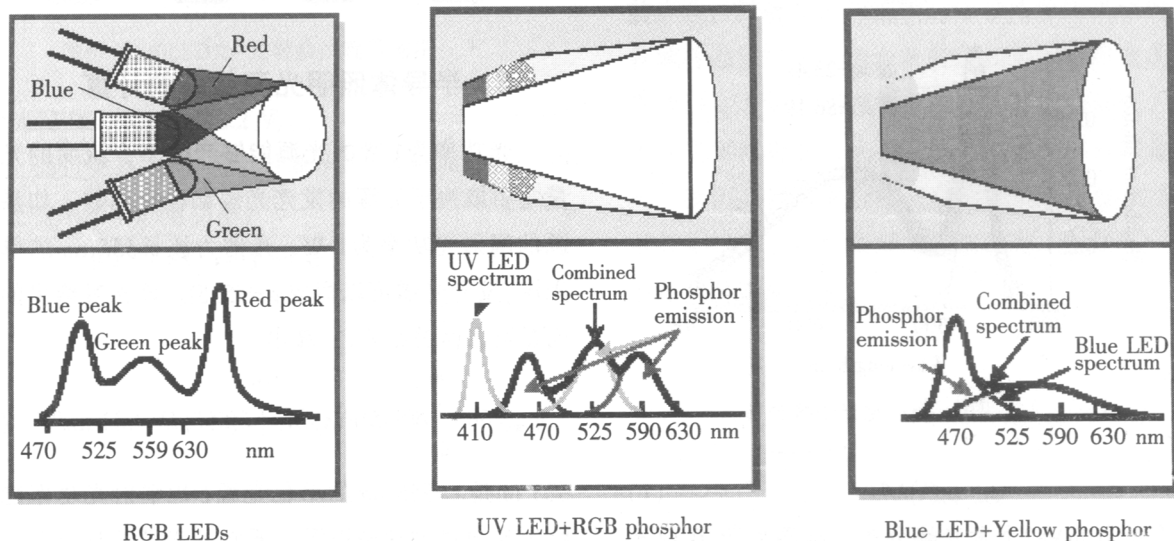 Red
Blue
Green
Blue peak
Red peak
Green peak
470 525 559 630 nm
RGB LEDs
UV LED
spectrum
Combined
spectrum
Phosphor
emission
410 470 525 590 630 nm
UV LED+RGB phosphor
Phosphor
emission
Combined
spectrum
Blue LED
spectrum
470 525 590 630 nm
Blue LED+Yellow phosphor